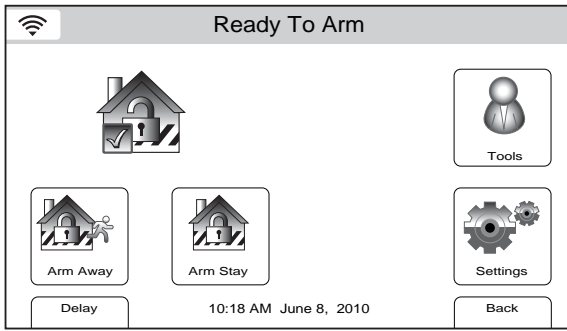 Ready To Arm
Tools
Arm Away
Arm Stay
Settings
Delay
10:18 AM June 8, 2010
Back